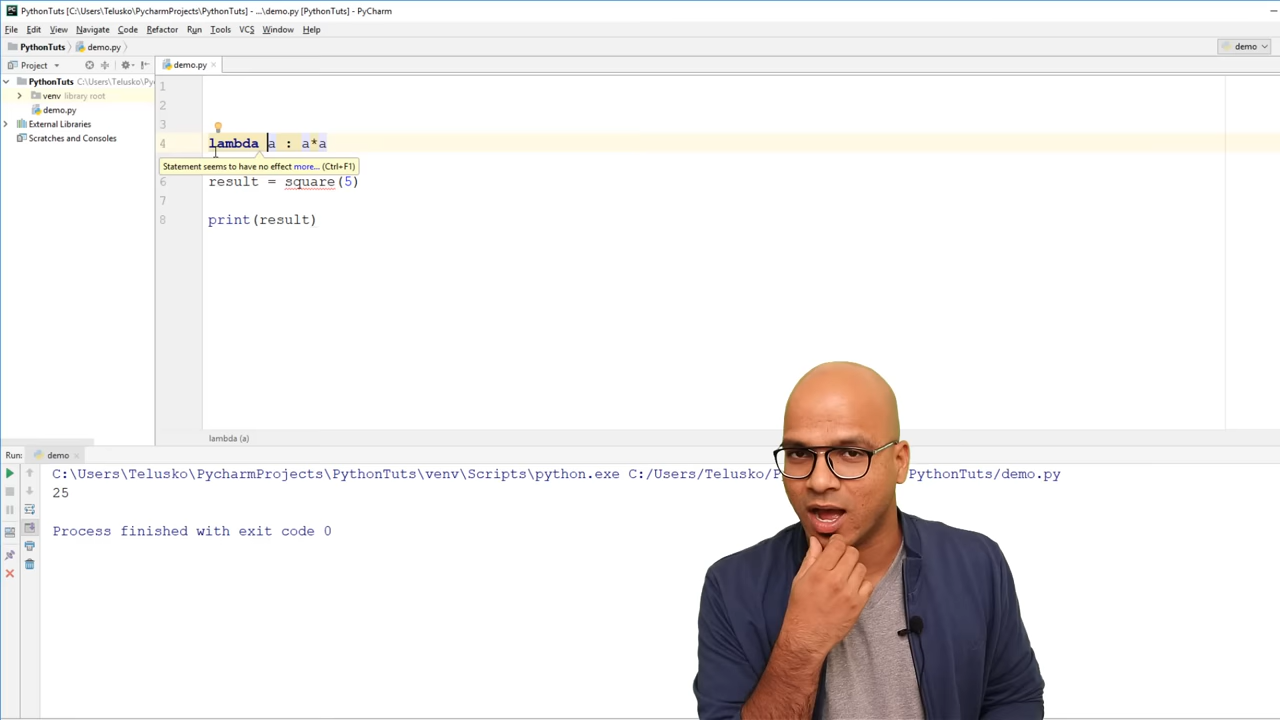 PythonTuts [C:\Users\Telusko\PycharmProjects\PythonTuts] - ...\demo.py [PythonTuts] - PyCharm
File Edit View Navigate Code Refactor Run Tools VCS Window Help
PythonTuts demo.py demo
Project demo.py
PythonTuts C:\Users\Telusko\Py
venv library root
demo.py
External Libraries
Scratches and Consoles
1
2
3
4 lambda a : a*a
Statement seems to have no effect more... (Ctrl+F1)
6 result = square(5)
7
8 print(result)
lambda (a)
Run: demo
C:\Users\Telusko\PycharmProjects\PythonTuts\venv\Scripts\python.exe C:/Users/Telusko/P PythonTuts/demo.py
25
Process finished with exit code 0